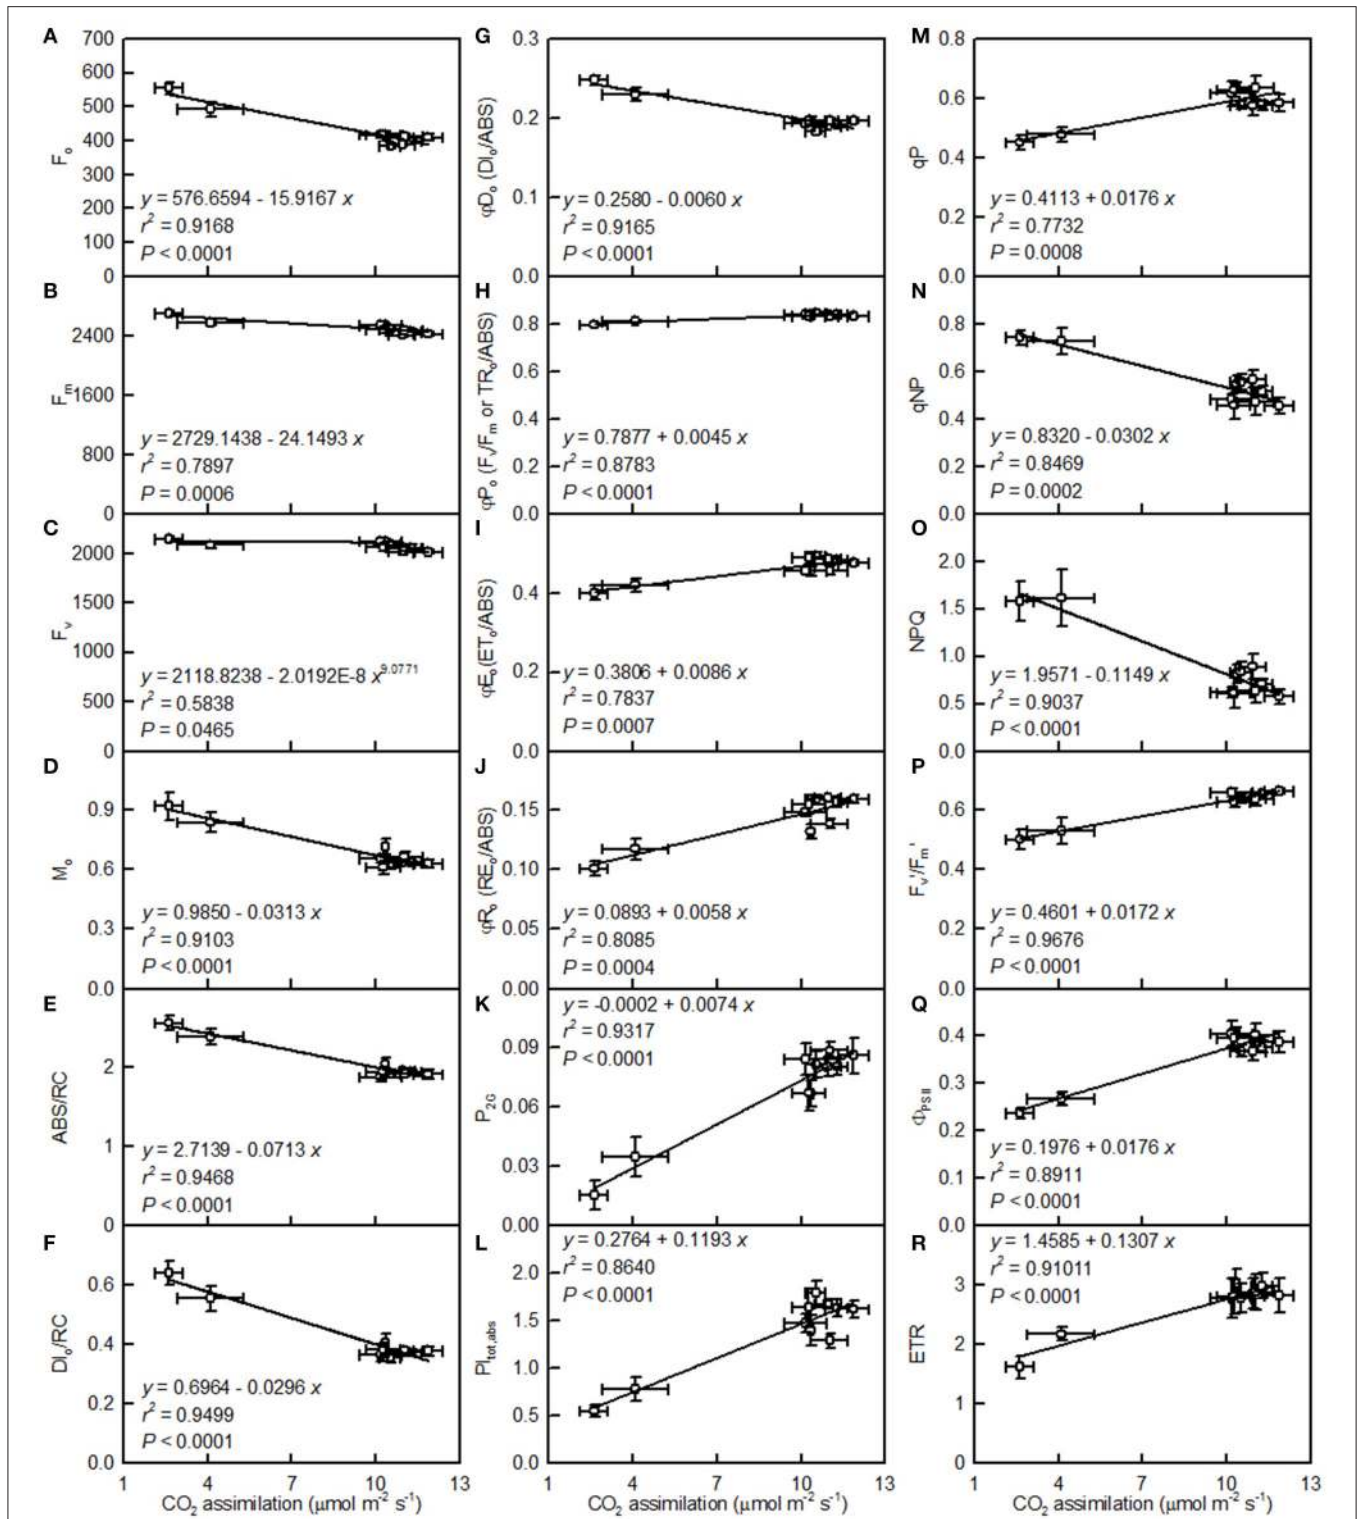 A
700
600
500
400
300
200
100
0
Fo
y = 576.6594 - 15.9167 x
r² = 0.9168
P < 0.0001
B
2400
1600
800
0
Fm
y = 2729.1438 - 24.1493 x
r² = 0.7897
P = 0.0006
C
2000
1500
1000
500
0
Fv
y = 2118.8238 - 2.0192E-8 x^9.0771
r² = 0.5838
P = 0.0465
D
0.9
0.6
0.3
0.0
Mo
y = 0.9850 - 0.0313 x
r² = 0.9103
P < 0.0001
E
2
1
0
ABS/RC
y = 2.7139 - 0.0713 x
r² = 0.9468
P < 0.0001
F
0.6
0.4
0.2
0.0
DIo/RC
y = 0.6964 - 0.0296 x
r² = 0.9499
P < 0.0001
1 4 7 10 13
CO₂ assimilation (μmol m⁻² s⁻¹)
G
0.3
0.2
0.1
0.0
φDo (DIo/ABS)
y = 0.2580 - 0.0060 x
r² = 0.9165
P < 0.0001
H
0.8
0.6
0.4
0.2
0.0
φPo (Fv/Fm or TRo/ABS)
y = 0.7877 + 0.0045 x
r² = 0.8783
P < 0.0001
I
0.4
0.2
0.0
φEo (ETo/ABS)
y = 0.3806 + 0.0086 x
r² = 0.7837
P = 0.0007
J
0.15
0.10
0.05
0.00
φRo (REo/ABS)
y = 0.0893 + 0.0058 x
r² = 0.8085
P = 0.0004
K
0.09
0.06
0.03
0.00
P2G
y = -0.0002 + 0.0074 x
r² = 0.9317
P < 0.0001
L
2.0
1.5
1.0
0.5
0.0
PItot,abs
y = 0.2764 + 0.1193 x
r² = 0.8640
P < 0.0001
1 4 7 10 13
CO₂ assimilation (μmol m⁻² s⁻¹)
M
0.8
0.6
0.4
0.2
0.0
qP
y = 0.4113 + 0.0176 x
r² = 0.7732
P = 0.0008
N
0.8
0.6
0.4
0.2
0.0
qNP
y = 0.8320 - 0.0302 x
r² = 0.8469
P = 0.0002
O
2.0
1.5
1.0
0.5
0.0
NPQ
y = 1.9571 - 0.1149 x
r² = 0.9037
P < 0.0001
P
0.6
0.4
0.2
0.0
Fv'/Fm'
y = 0.4601 + 0.0172 x
r² = 0.9676
P < 0.0001
Q
0.4
0.3
0.2
0.1
0.0
ΦPSII
y = 0.1976 + 0.0176 x
r² = 0.8911
P < 0.0001
R
3
2
1
0
ETR
y = 1.4585 + 0.1307 x
r² = 0.91011
P < 0.0001
1 4 7 10 13
CO₂ assimilation (μmol m⁻² s⁻¹)